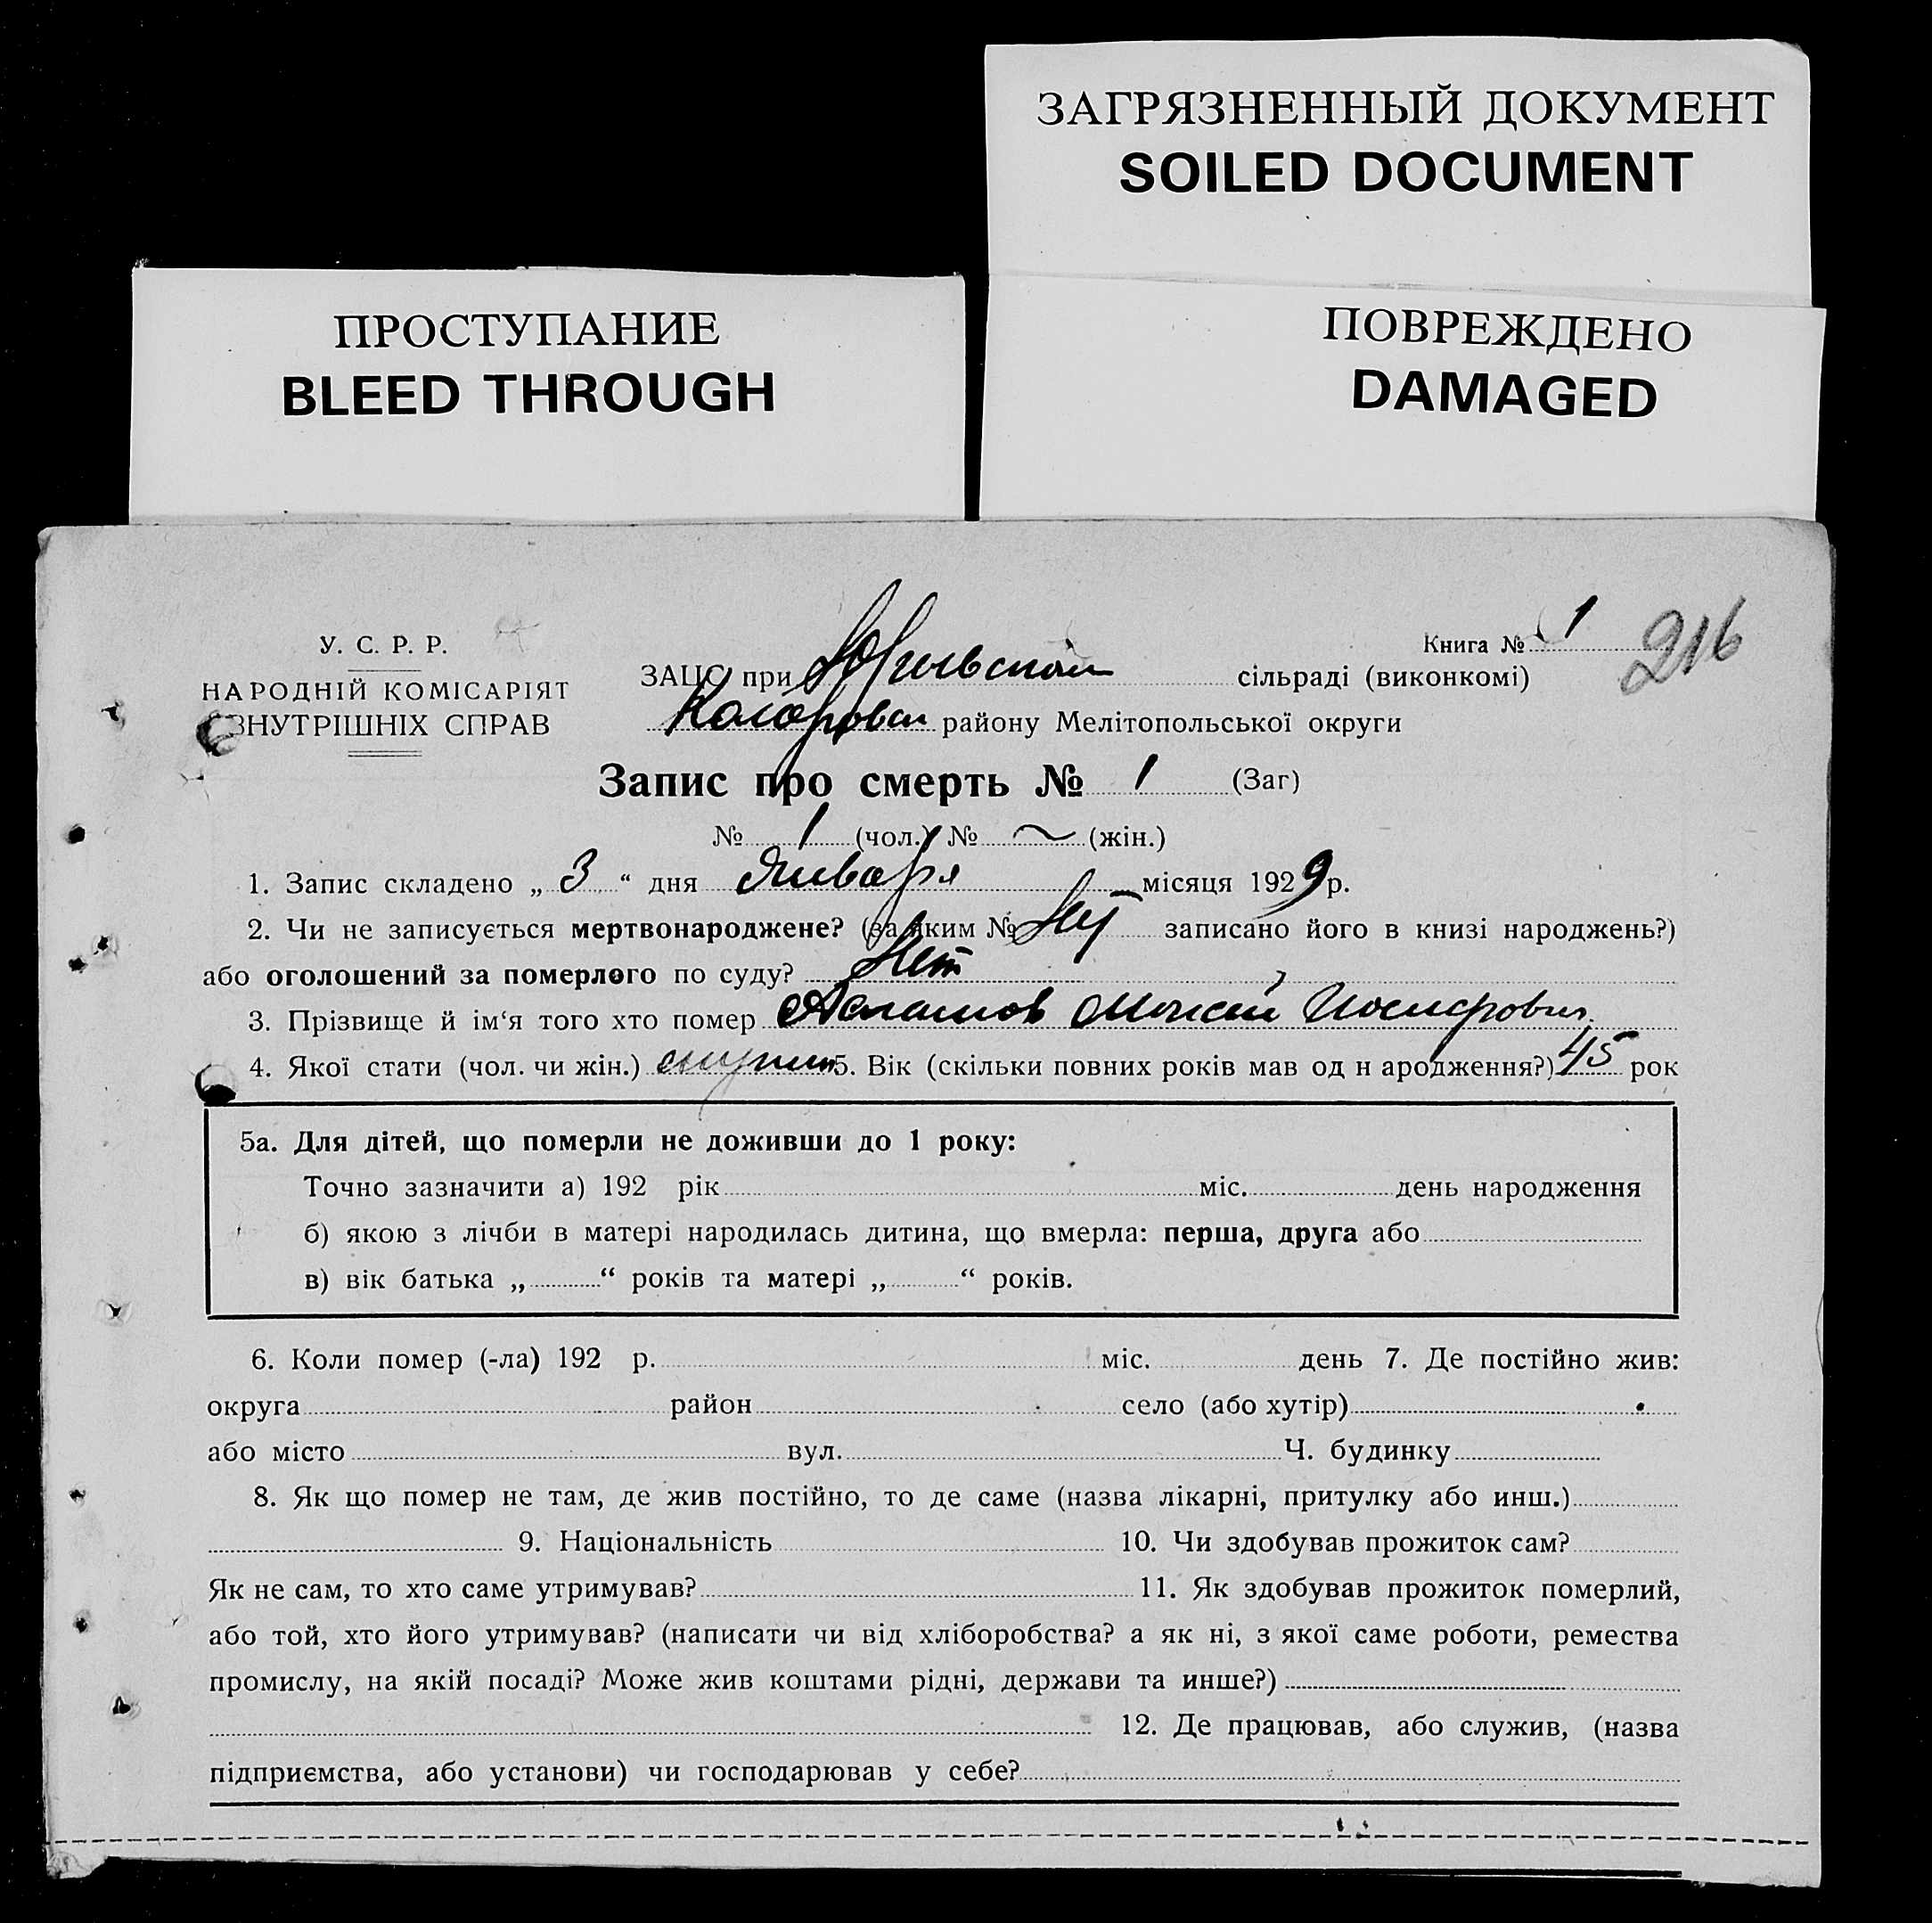 ЗАГРЯЗНЕННЫЙ ДОКУМЕНТ
SOILED DOCUMENT
ПРОСТУПАНИЕ
BLEED THROUGH
ПОВРЕЖДЕНО
DAMAGED
У. С. Р. Р.
НАРОДНІЙ КОМІСАРІЯТ
ВНУТРІШНІХ СПРАВ
Книга № 1
216
ЗАЦС при сільраді (виконкомі)
району Мелітопольської округи
Запис про смерть № 1 (Заг)
№ 1 (чол.) № ~ (жін.)
1. Запис складено „ 3 “ дня Января місяця 1929 р.
2. Чи не записується мертвонароджене? (за яким № Нет записано його в книзі народжень?)
або оголошений за померлого по суду? Нет
3. Прізвище й ім‘я того хто помер
4. Якої стати (чол. чи жін.) 5. Вік (скільки повних років мав од н ародження?) 45 рок
5а. Для дітей, що померли не доживши до 1 року:
Точно зазначити а) 192 рік міс. день народження
б) якою з лічби в матері народилась дитина, що вмерла: перша, друга або
в) вік батька „ “ років та матері „ “ років.
6. Коли помер (-ла) 192 р. міс. день 7. Де постійно жив:
округа район село (або хутір)
або місто вул. Ч. будинку
8. Як що помер не там, де жив постійно, то де саме (назва лікарні, притулку або инш.)
9. Національність 10. Чи здобував прожиток сам?
Як не сам, то хто саме утримував? 11. Як здобував прожиток померлий,
або той, хто його утримував? (написати чи від хліборобства? а як ні, з якої саме роботи, ремества
промислу, на якій посаді? Може жив коштами рідні, держави та инше?)
12. Де працював, або служив, (назва
підприємства, або установи) чи господарював у себе?